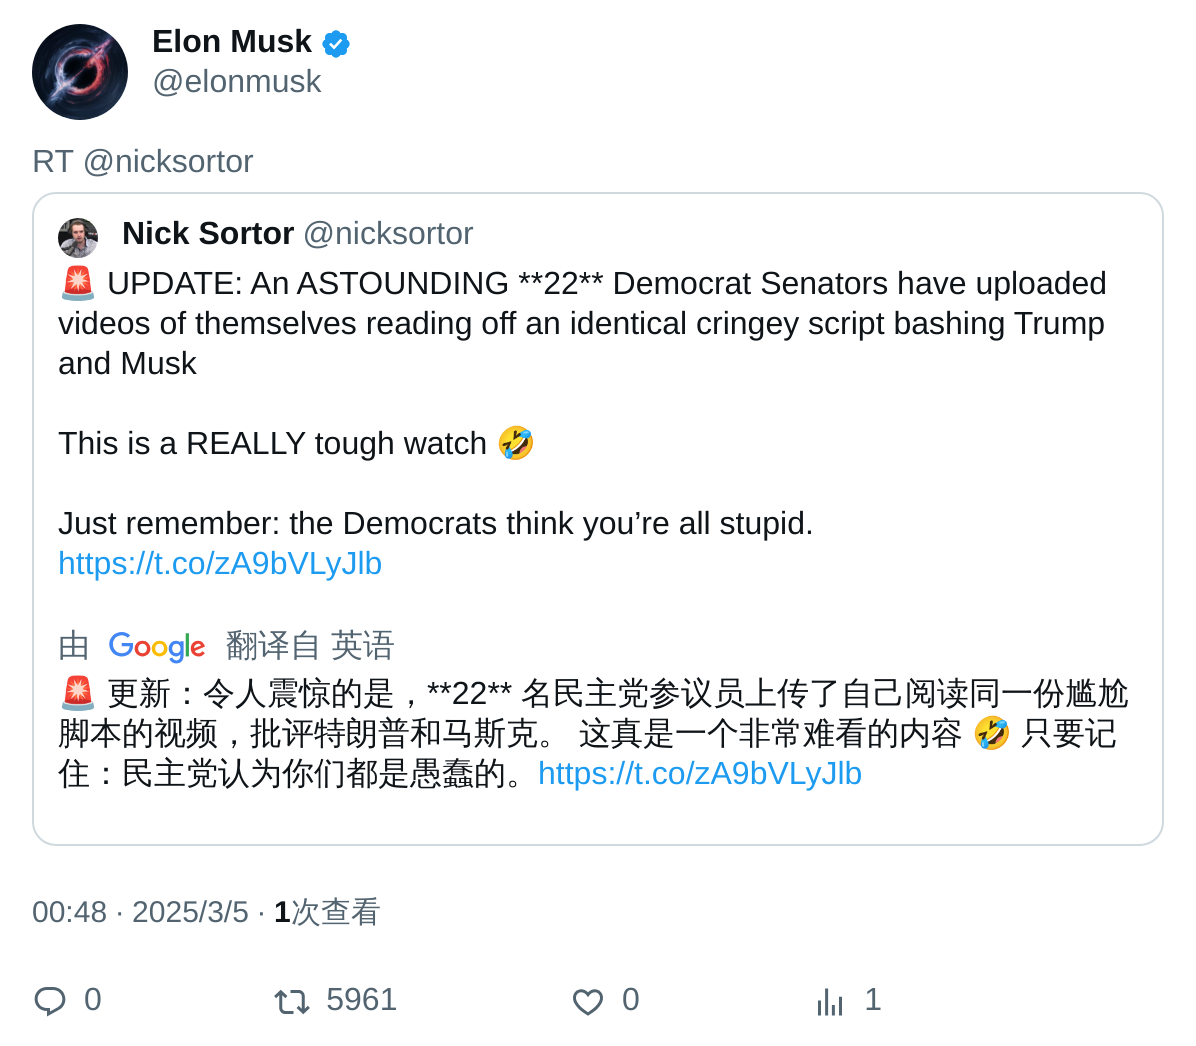 Elon Musk
@elonmusk
RT @nicksortor
Nick Sortor @nicksortor
🚨 UPDATE: An ASTOUNDING **22** Democrat Senators have uploaded
videos of themselves reading off an identical cringey script bashing Trump
and Musk
This is a REALLY tough watch 🤣
Just remember: the Democrats think you’re all stupid.
https://t.co/zA9bVLyJlb
由 Google 翻译自 英语
🚨 更新：令人震惊的是，**22** 名民主党参议员上传了自己阅读同一份尴尬
脚本的视频，批评特朗普和马斯克。 这真是一个非常难看的内容 🤣 只要记
住：民主党认为你们都是愚蠢的。https://t.co/zA9bVLyJlb
00:48 · 2025/3/5 · 1次查看
0 5961 0 1